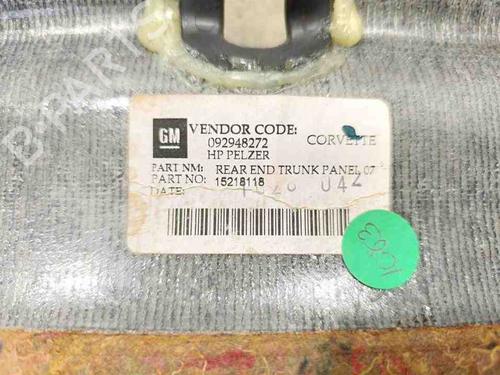 GM
VENDOR CODE:
092948272
HP PELZER
CORVETTE
PART NM: REAR END TRUNK PANEL 07
PART NO: 15218118
DATE: 042
B-PARTS